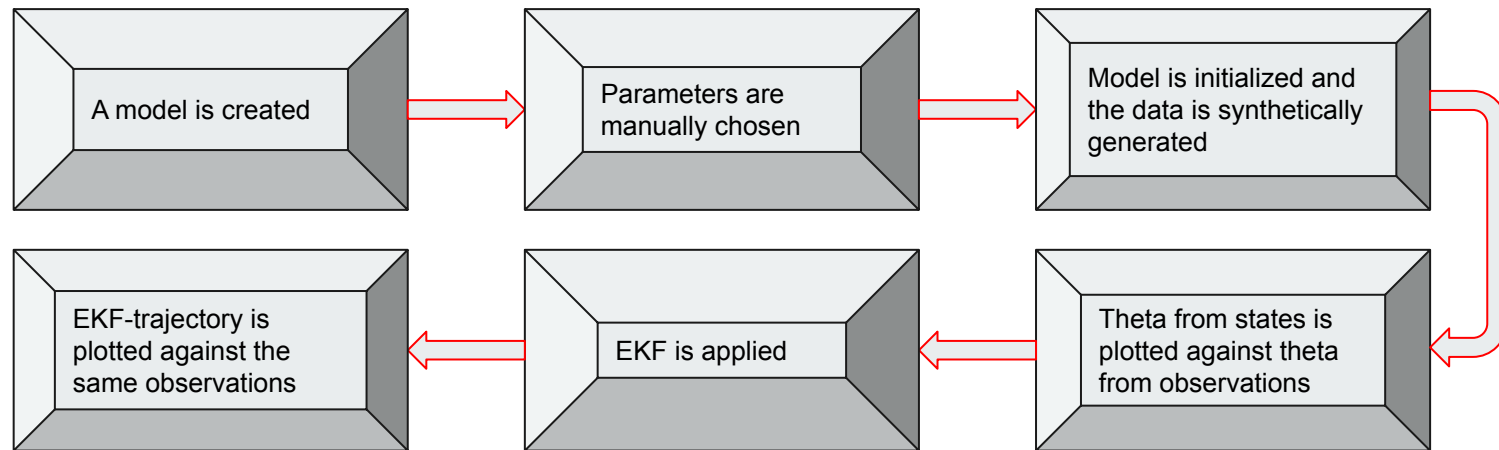 A model is created
Parameters are
manually chosen
Model is initialized and
the data is synthetically
generated
Theta from states is
plotted against theta
from observations
EKF is applied
EKF-trajectory is
plotted against the
same observations